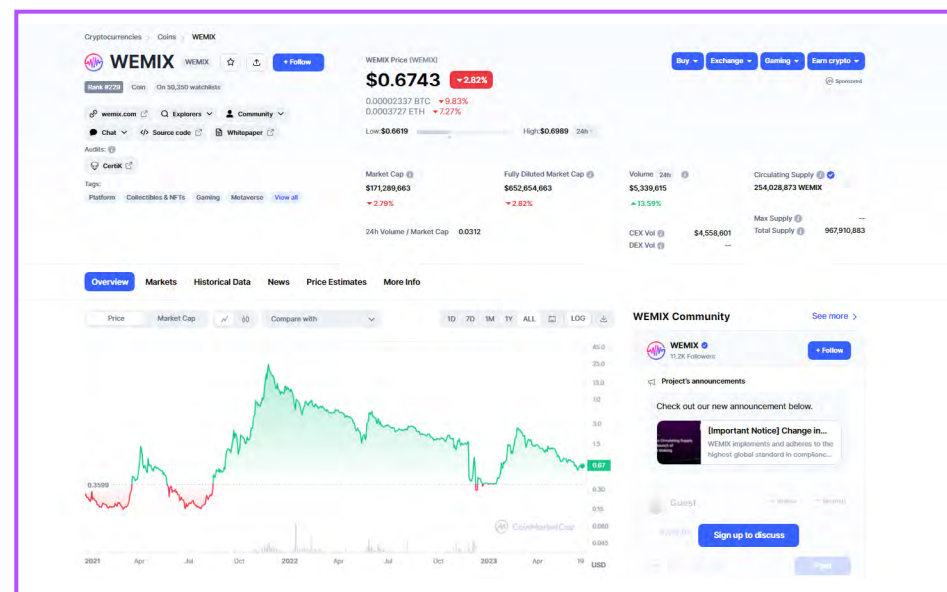 Cryptocurrencies > Coins > WEMIX
WEMIX WEMIX + Follow
Rank #229 Coin On 50,350 watchlists
wemix.com Explorers Community
Chat Source code Whitepaper
Audits:
CertiK
Tags:
Platform Collectibles & NFTs Gaming Metaverse View all
WEMIX Price (WEMIX)
$0.6743 2.82%
0.00002337 BTC 9.83%
0.0003727 ETH 7.27%
Low:$0.6619 High:$0.6989 24h
Buy Exchange Gaming Earn crypto
Sponsored
Market Cap
$171,289,663
2.79%
Fully Diluted Market Cap
$652,654,663
2.82%
Volume 24h
$5,339,615
13.59%
Circulating Supply
254,028,873 WEMIX
24h Volume / Market Cap 0.0312
CEX Vol $4,558,601
DEX Vol --
Max Supply --
Total Supply 967,910,883
Overview Markets Historical Data News Price Estimates More Info
Price Market Cap Compare with 1D 7D 1M 1Y ALL LOG
45.0
25.0
13.0
7.0
3.0
1.5
0.67
0.3599
0.30
0.15
0.080
0.045
CoinMarketCap
2021 Apr Jul Oct 2022 Apr Jul Oct 2023 Apr 19 USD
WEMIX Community See more >
WEMIX
11.2K Followers
+ Follow
Project's announcements
Check out our new announcement below.
[Important Notice] Change in...
WEMIX implements and adheres to the
highest global standard in complianc...
Guest
Sign up to discuss
Post